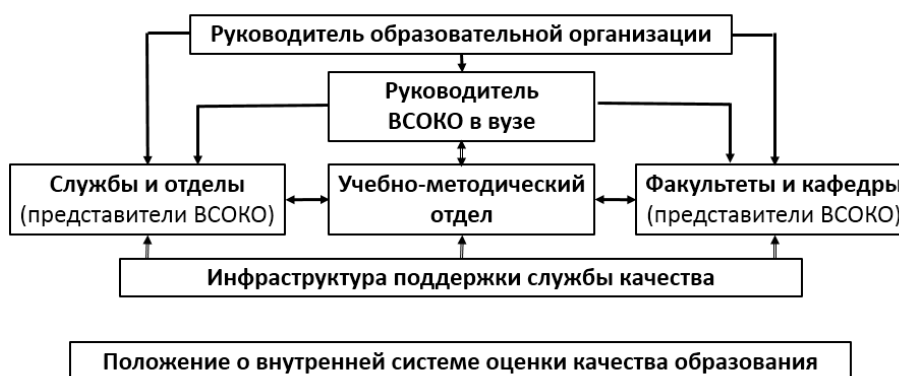 Руководитель образовательной организации
Руководитель
ВСОКО в вузе
Службы и отделы
(представители ВСОКО)
Учебно-методический
отдел
Факультеты и кафедры
(представители ВСОКО)
Инфраструктура поддержки службы качества
Положение о внутренней системе оценки качества образования